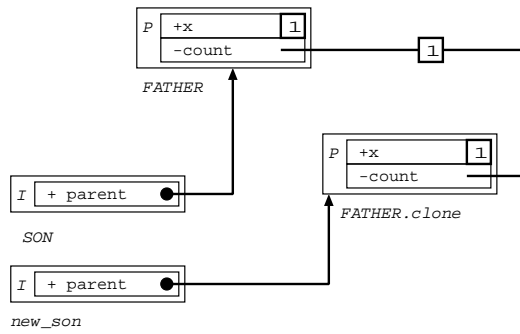 P +x 1
-count 1
FATHER
P +x 1
-count
FATHER.clone
I + parent
SON
I + parent
new_son